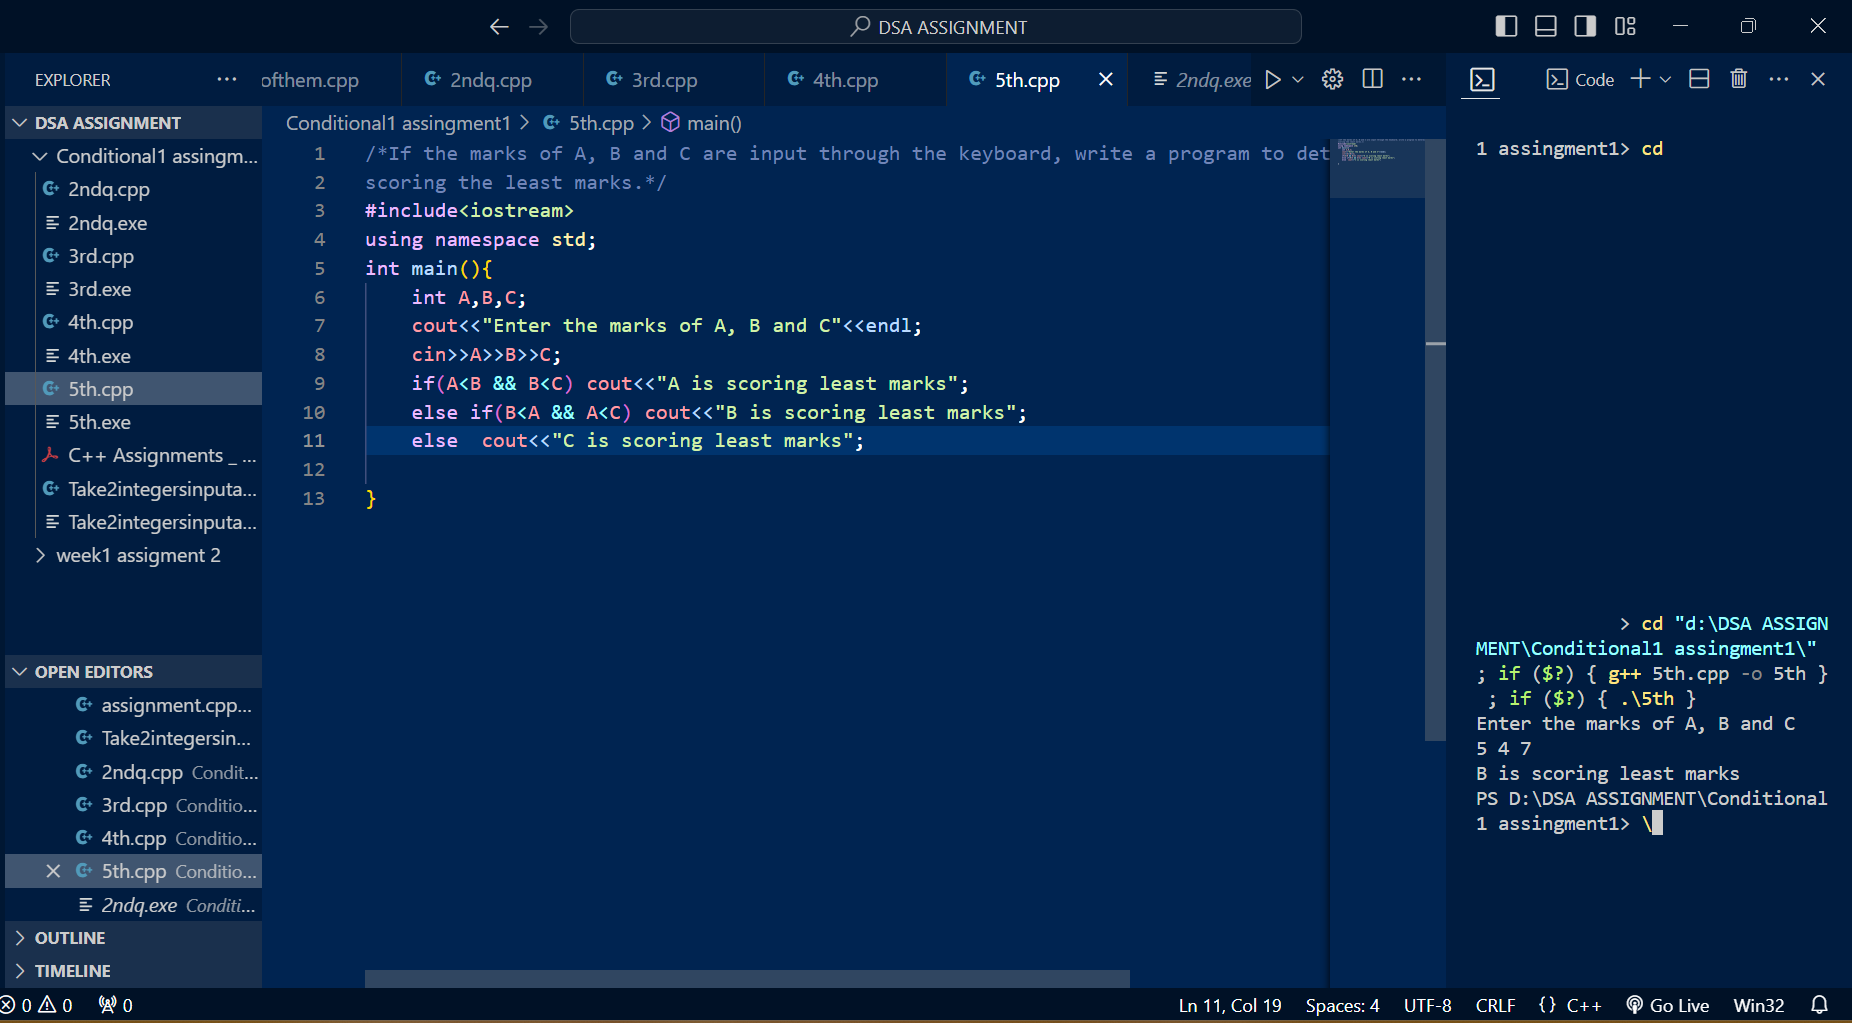 DSA ASSIGNMENT
EXPLORER
ofthem.cpp
2ndq.cpp
3rd.cpp
4th.cpp
5th.cpp
2ndq.exe
Code
DSA ASSIGNMENT
Conditional1 assingm...
2ndq.cpp
2ndq.exe
3rd.cpp
3rd.exe
4th.cpp
4th.exe
5th.cpp
5th.exe
C++ Assignments _ ...
Take2integersinputa...
Take2integersinputa...
week1 assigment 2
OPEN EDITORS
assignment.cpp...
Take2integersin...
2ndq.cpp Condit...
3rd.cpp Conditio...
4th.cpp Conditio...
5th.cpp Conditio...
2ndq.exe Conditi...
OUTLINE
TIMELINE
Conditional1 assingment1 > 5th.cpp > main()
1 /*If the marks of A, B and C are input through the keyboard, write a program to det
2 scoring the least marks.*/
3 #include<iostream>
4 using namespace std;
5 int main(){
6 int A,B,C;
7 cout<<"Enter the marks of A, B and C"<<endl;
8 cin>>A>>B>>C;
9 if(A<B && B<C) cout<<"A is scoring least marks";
10 else if(B<A && A<C) cout<<"B is scoring least marks";
11 else  cout<<"C is scoring least marks";
12
13 }
1 assingment1> cd
> cd "d:\DSA ASSIGN
MENT\Conditional1 assingment1\"
; if ($?) { g++ 5th.cpp -o 5th }
; if ($?) { .\5th }
Enter the marks of A, B and C
5 4 7
B is scoring least marks
PS D:\DSA ASSIGNMENT\Conditional
1 assingment1> \
0 0 0
Ln 11, Col 19 Spaces: 4 UTF-8 CRLF {} C++ Go Live Win32